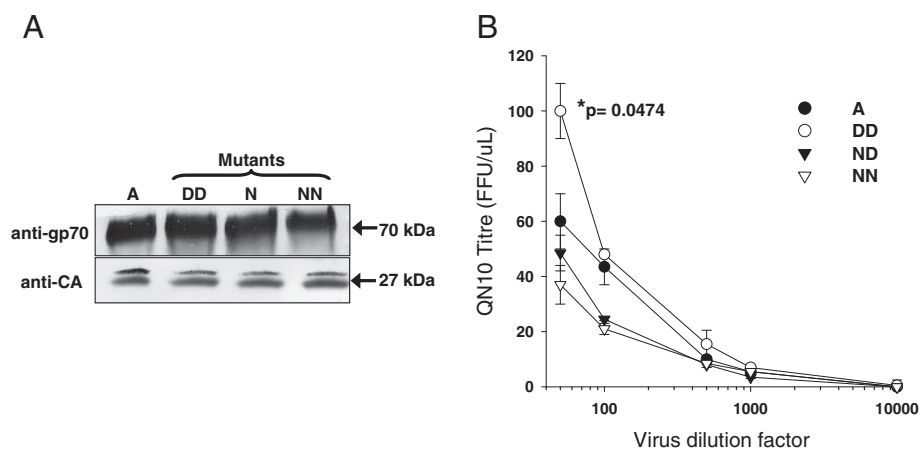 A
Mutants
A DD N NN
anti-gp70
70 kDa
anti-CA
27 kDa
B
QN10 Titre (FFU/uL)
120
100
80
60
40
20
0
*p= 0.0474
A
DD
ND
NN
100 1000 10000
Virus dilution factor